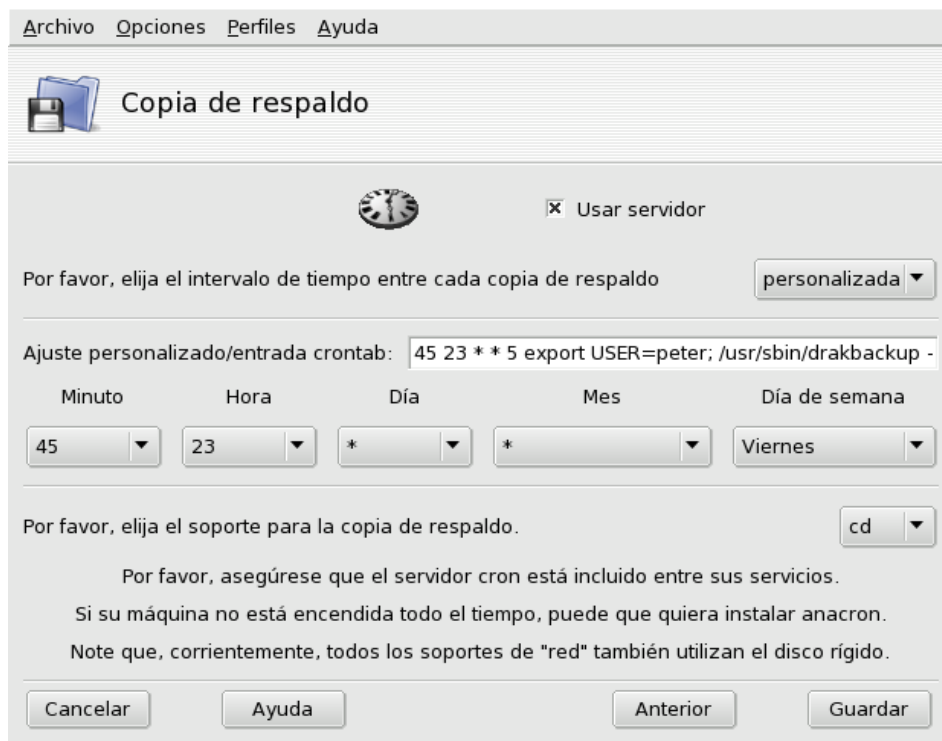 Archivo Opciones Perfiles Ayuda
Copia de respaldo
Usar servidor
Por favor, elija el intervalo de tiempo entre cada copia de respaldo personalizada
Ajuste personalizado/entrada crontab: 45 23 * * 5 export USER=peter; /usr/sbin/drakbackup -
Minuto Hora Día Mes Día de semana
45 23 * * Viernes
Por favor, elija el soporte para la copia de respaldo. cd
Por favor, asegúrese que el servidor cron está incluido entre sus servicios.
Si su máquina no está encendida todo el tiempo, puede que quiera instalar anacron.
Note que, corrientemente, todos los soportes de "red" también utilizan el disco rígido.
Cancelar Ayuda Anterior Guardar